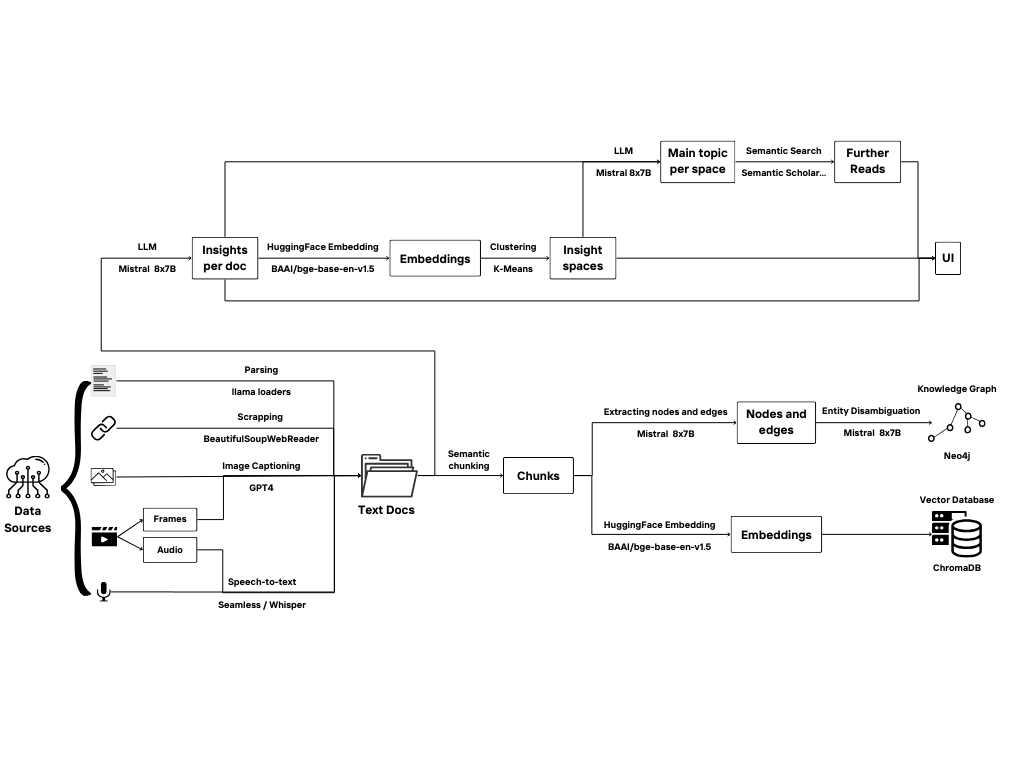 LLM
Mistral 8x7B
Main topic
per space
Semantic Search
Semantic Scholar...
Further
Reads
LLM
Mistral 8x7B
Insights
per doc
HuggingFace Embedding
BAAI/bge-base-en-v1.5
Embeddings
Clustering
K-Means
Insight
spaces
UI
Data
Sources
Parsing
llama loaders
Scrapping
BeautifulSoupWebReader
Image Captioning
GPT4
Frames
Audio
Speech-to-text
Seamless / Whisper
Text Docs
Semantic
chunking
Chunks
Extracting nodes and edges
Mistral 8x7B
Nodes and
edges
Entity Disambiguation
Mistral 8x7B
Knowledge Graph
Neo4j
HuggingFace Embedding
BAAI/bge-base-en-v1.5
Embeddings
Vector Database
ChromaDB